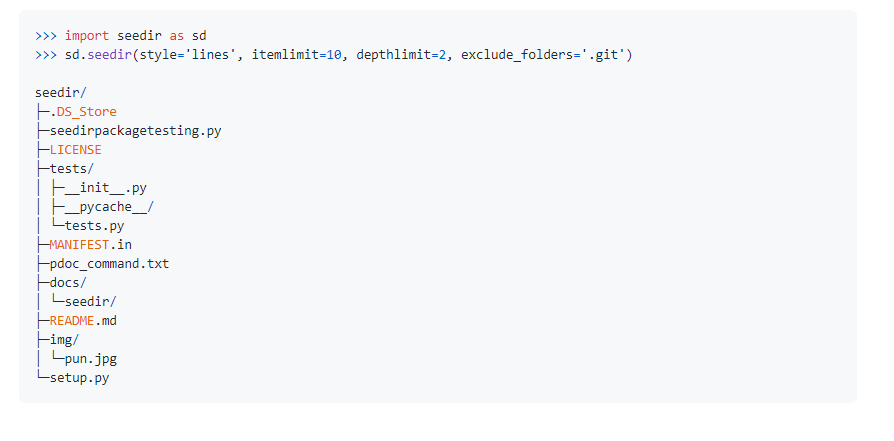 >>> import seedir as sd
>>> sd.seedir(style='lines', itemlimit=10, depthlimit=2, exclude_folders='.git')
seedir/
├─.DS_Store
├─seedirpackagetesting.py
├─LICENSE
├─tests/
│ ├─__init__.py
│ ├─__pycache__/
│ └─tests.py
├─MANIFEST.in
├─pdoc_command.txt
├─docs/
│ └─seedir/
├─README.md
├─img/
│ └─pun.jpg
└─setup.py